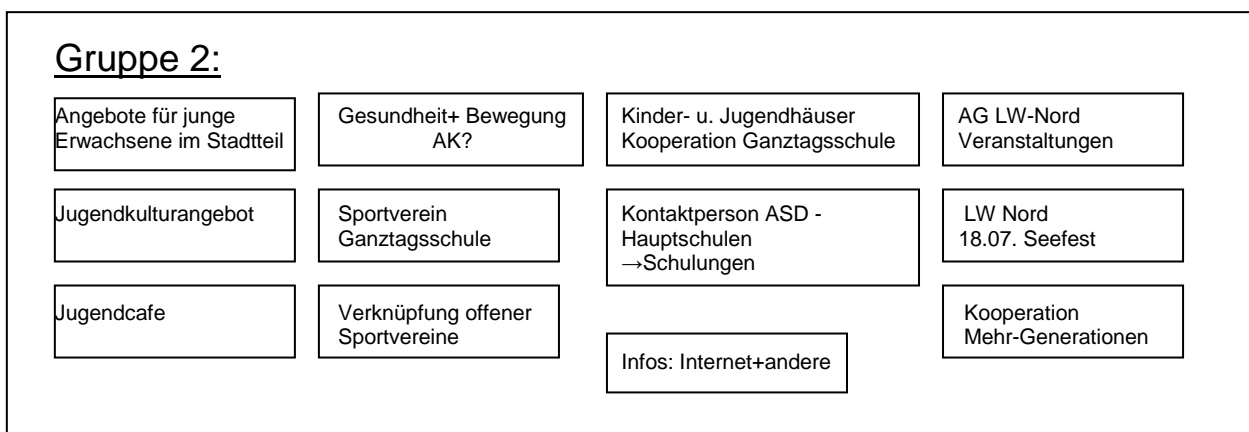 Gruppe 2:
Angebote für junge
Erwachsene im Stadtteil
Gesundheit+ Bewegung
AK?
Kinder- u. Jugendhäuser
Kooperation Ganztagsschule
AG LW-Nord
Veranstaltungen
Jugendkulturangebot
Sportverein
Ganztagsschule
Kontaktperson ASD -
Hauptschulen
→Schulungen
LW Nord
18.07. Seefest
Jugendcafe
Verknüpfung offener
Sportvereine
Infos: Internet+andere
Kooperation
Mehr-Generationen